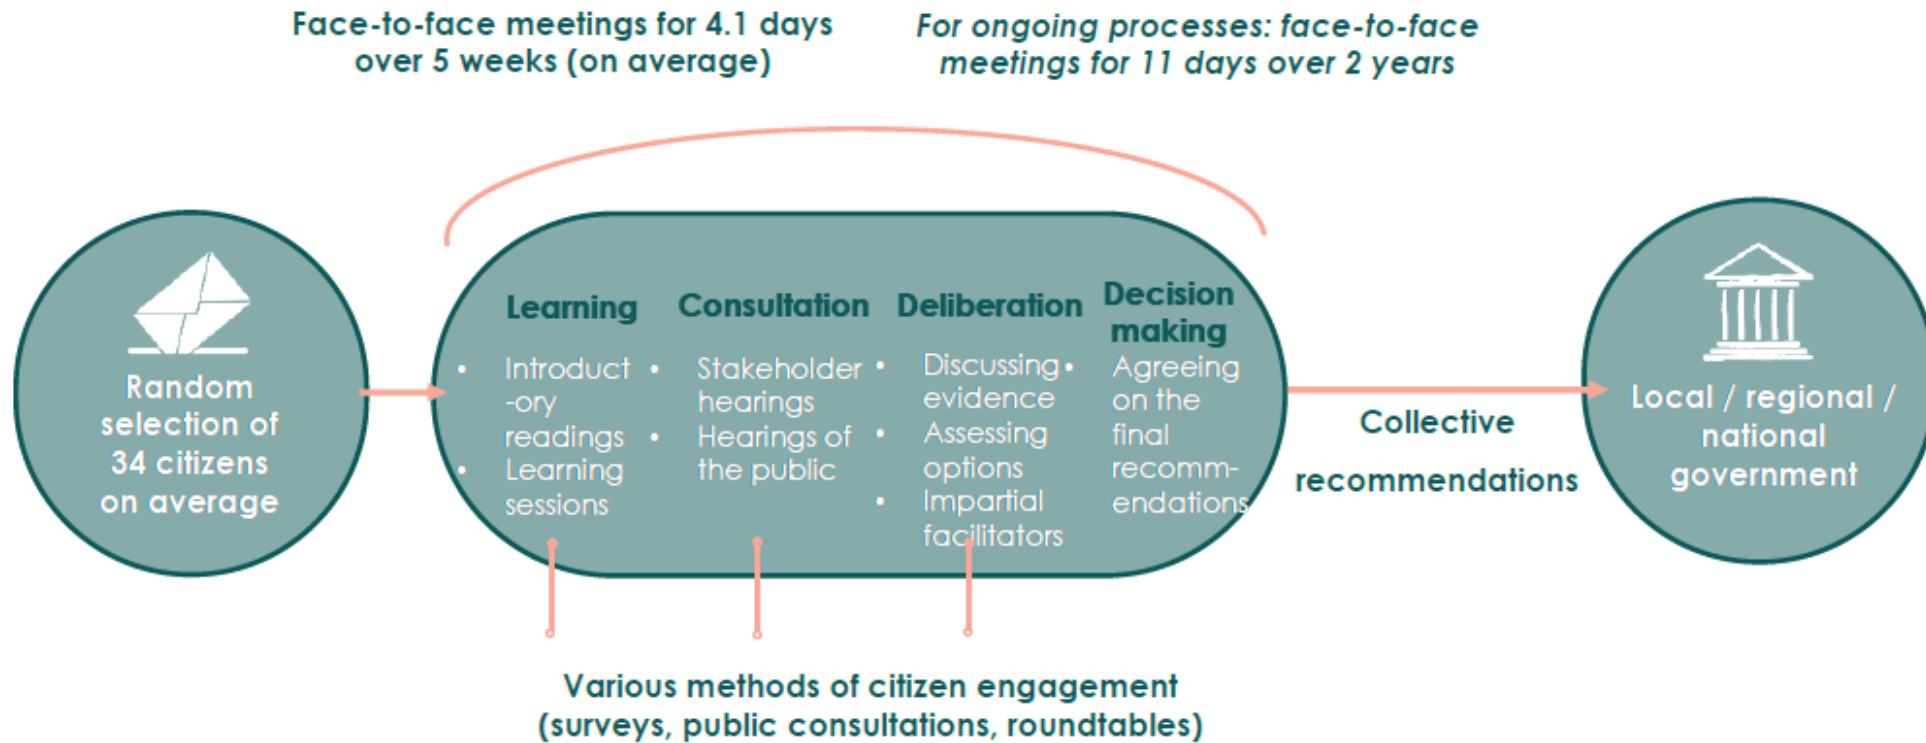 Face-to-face meetings for 4.1 days
over 5 weeks (on average)
For ongoing processes: face-to-face
meetings for 11 days over 2 years
Random
selection of
34 citizens
on average
Learning
• Introduct
-ory
readings
• Learning
sessions
Consultation
• Stakeholder
hearings
• Hearings of
the public
Deliberation
• Discussing
evidence
• Assessing
options
• Impartial
facilitators
Decision
making
• Agreeing
on the
final
recomm-
endations
Collective
recommendations
Local / regional /
national
government
Various methods of citizen engagement
(surveys, public consultations, roundtables)